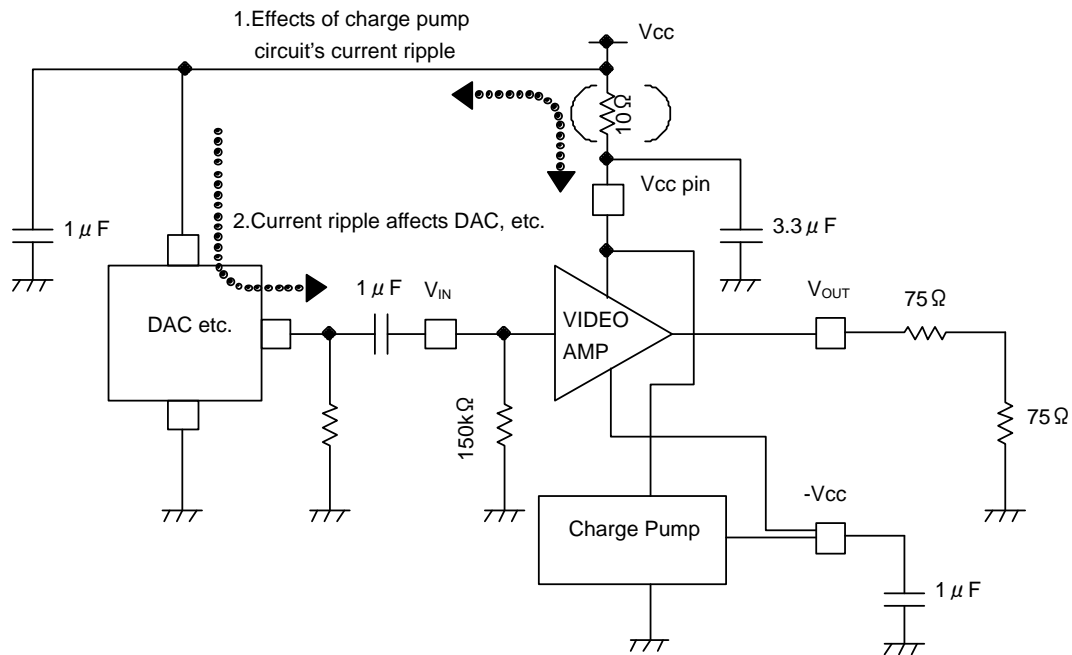 1.Effects of charge pump
circuit's current ripple
Vcc
10Ω
Vcc pin
1μF
2.Current ripple affects DAC, etc.
3.3μF
1μF
VIN
VOUT
75Ω
DAC etc.
VIDEO
AMP
150kΩ
75Ω
-Vcc
Charge Pump
1μF